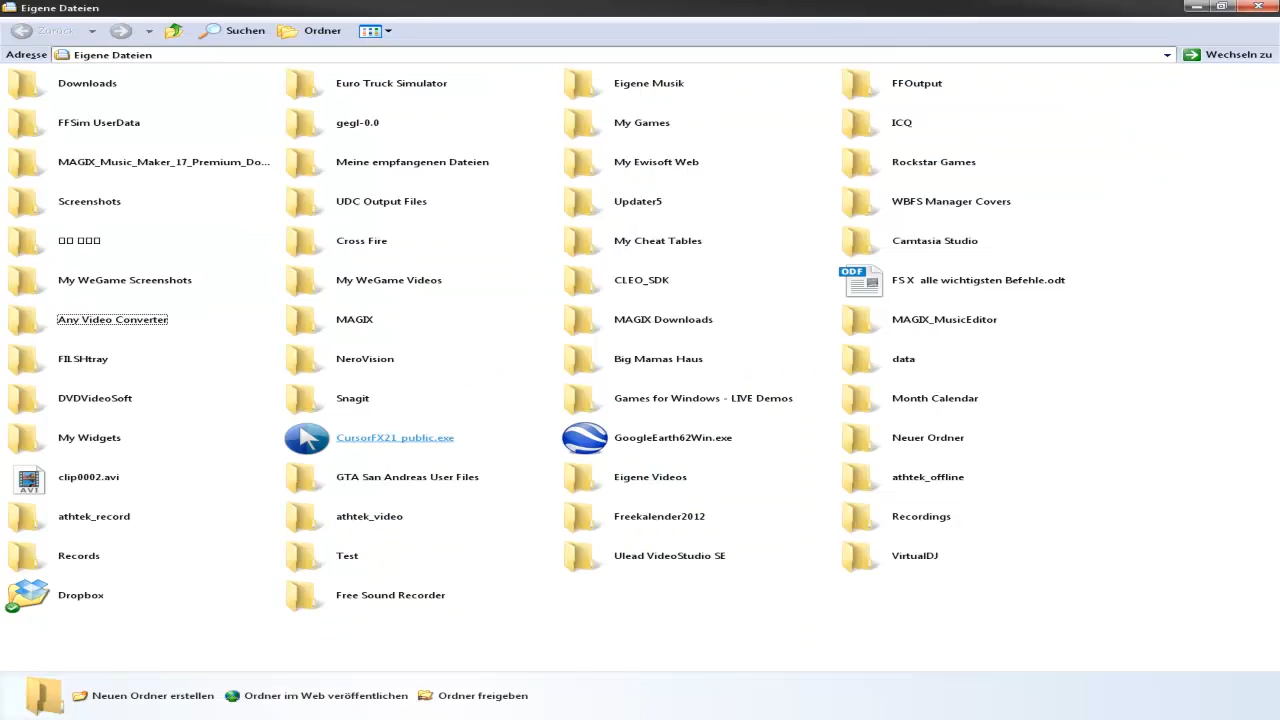 Eigene Dateien
Zurück Suchen Ordner
Adresse Eigene Dateien Wechseln zu
Downloads Euro Truck Simulator Eigene Musik FFOutput
FFSim UserData gegl-0.0 My Games ICQ
MAGIX_Music_Maker_17_Premium_Do... Meine empfangenen Dateien My Ewisoft Web Rockstar Games
Screenshots UDC Output Files Updater5 WBFS Manager Covers
Cross Fire My Cheat Tables Camtasia Studio
My WeGame Screenshots My WeGame Videos CLEO_SDK ODF FS X alle wichtigsten Befehle.odt
Any Video Converter MAGIX MAGIX Downloads MAGIX_MusicEditor
FILSHtray NeroVision Big Mamas Haus data
DVDVideoSoft Snagit Games for Windows - LIVE Demos Month Calendar
My Widgets CursorFX21_public.exe GoogleEarth62Win.exe Neuer Ordner
AVI clip0002.avi GTA San Andreas User Files Eigene Videos athtek_offline
athtek_record athtek_video Freekalender2012 Recordings
Records Test Ulead VideoStudio SE VirtualDJ
Dropbox Free Sound Recorder
Neuen Ordner erstellen Ordner im Web veröffentlichen Ordner freigeben